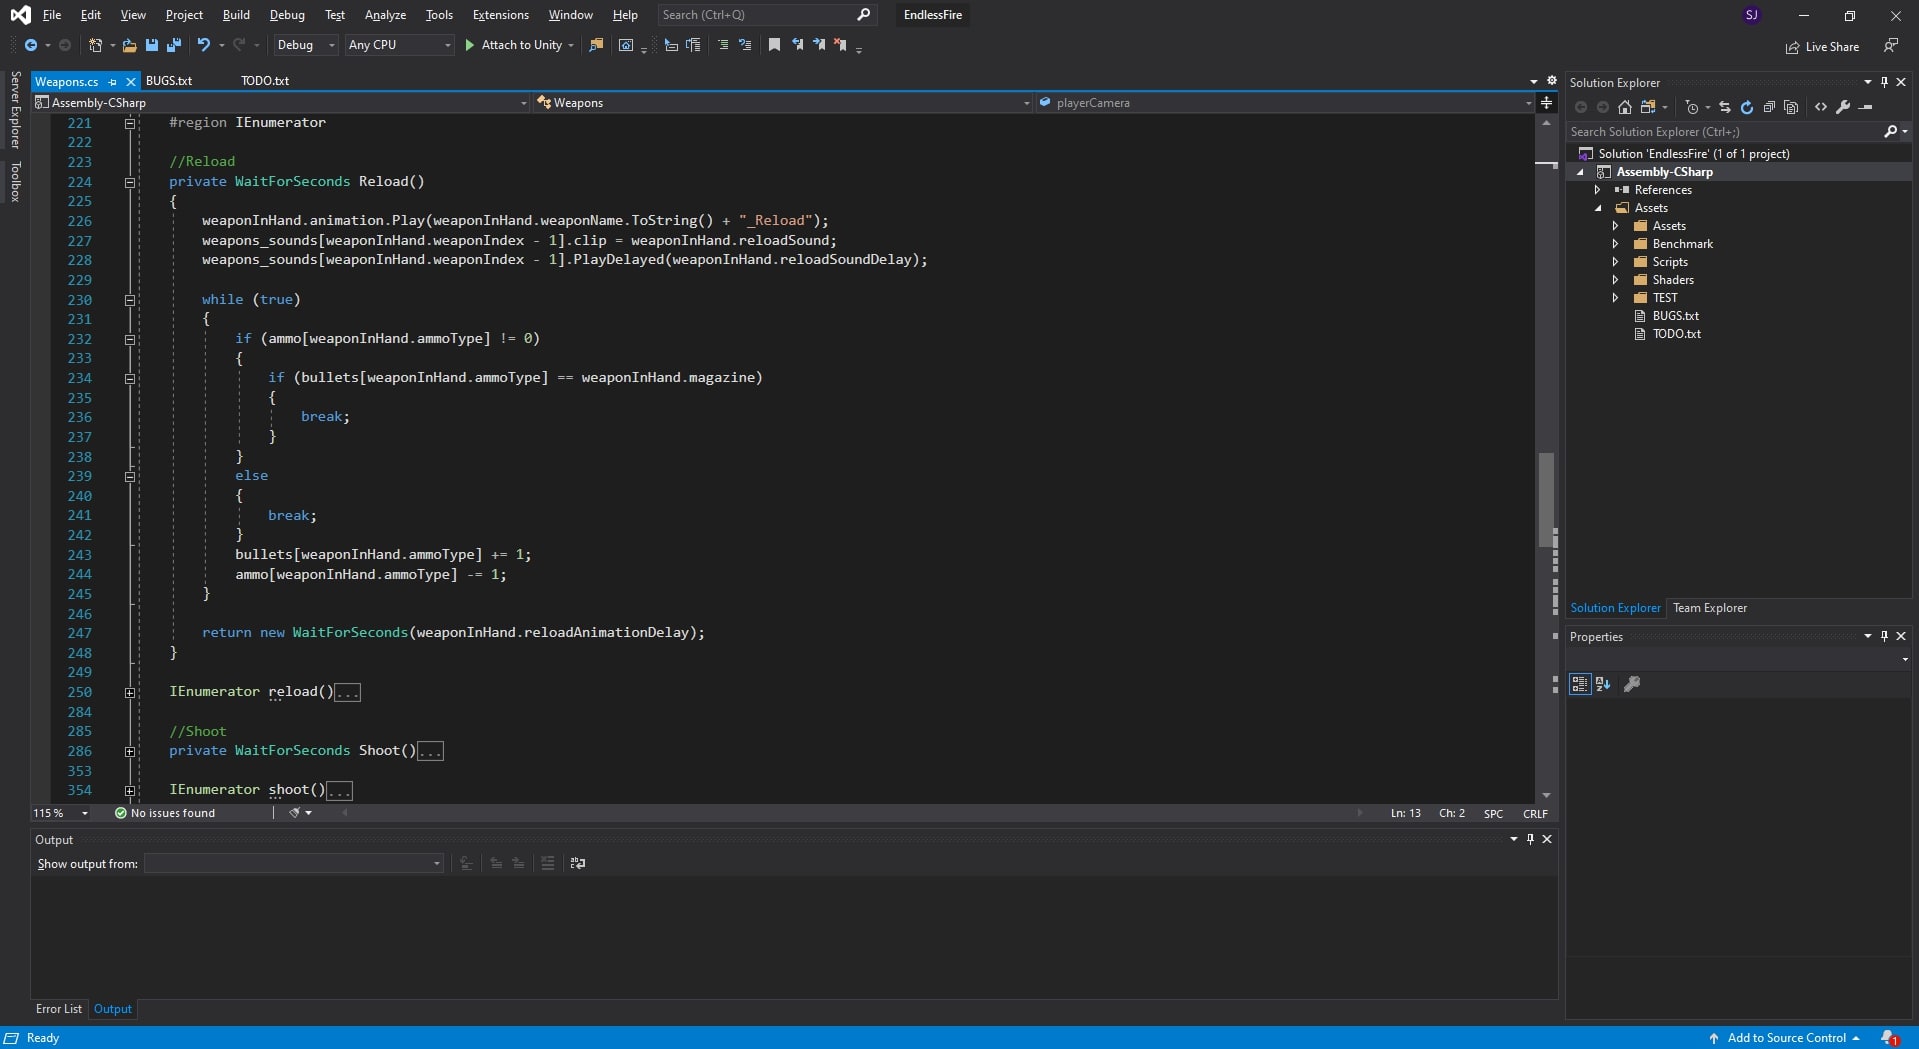 File Edit View Project Build Debug Test Analyze Tools Extensions Window Help Search (Ctrl+Q) EndlessFire SJ
Debug Any CPU Attach to Unity Live Share
Server Explorer
Toolbox
Weapons.cs BUGS.txt TODO.txt
Assembly-CSharp Weapons playerCamera
221 #region IEnumerator
222
223 //Reload
224 private WaitForSeconds Reload()
225 {
226 weaponInHand.animation.Play(weaponInHand.weaponName.ToString() + "_Reload");
227 weapons_sounds[weaponInHand.weaponIndex - 1].clip = weaponInHand.reloadSound;
228 weapons_sounds[weaponInHand.weaponIndex - 1].PlayDelayed(weaponInHand.reloadSoundDelay);
229
230 while (true)
231 {
232 if (ammo[weaponInHand.ammoType] != 0)
233 {
234 if (bullets[weaponInHand.ammoType] == weaponInHand.magazine)
235 {
236 break;
237 }
238 }
239 else
240 {
241 break;
242 }
243 bullets[weaponInHand.ammoType] += 1;
244 ammo[weaponInHand.ammoType] -= 1;
245 }
246
247 return new WaitForSeconds(weaponInHand.reloadAnimationDelay);
248 }
249
250 IEnumerator reload()...
284
285 //Shoot
286 private WaitForSeconds Shoot()...
353
354 IEnumerator shoot()...
115 % No issues found Ln: 13 Ch: 2 SPC CRLF
Output
Show output from:
Error List Output
Solution Explorer
Search Solution Explorer (Ctrl+;)
Solution 'EndlessFire' (1 of 1 project)
Assembly-CSharp
References
Assets
Assets
Benchmark
Scripts
Shaders
TEST
BUGS.txt
TODO.txt
Solution Explorer Team Explorer
Properties
Ready Add to Source Control 1